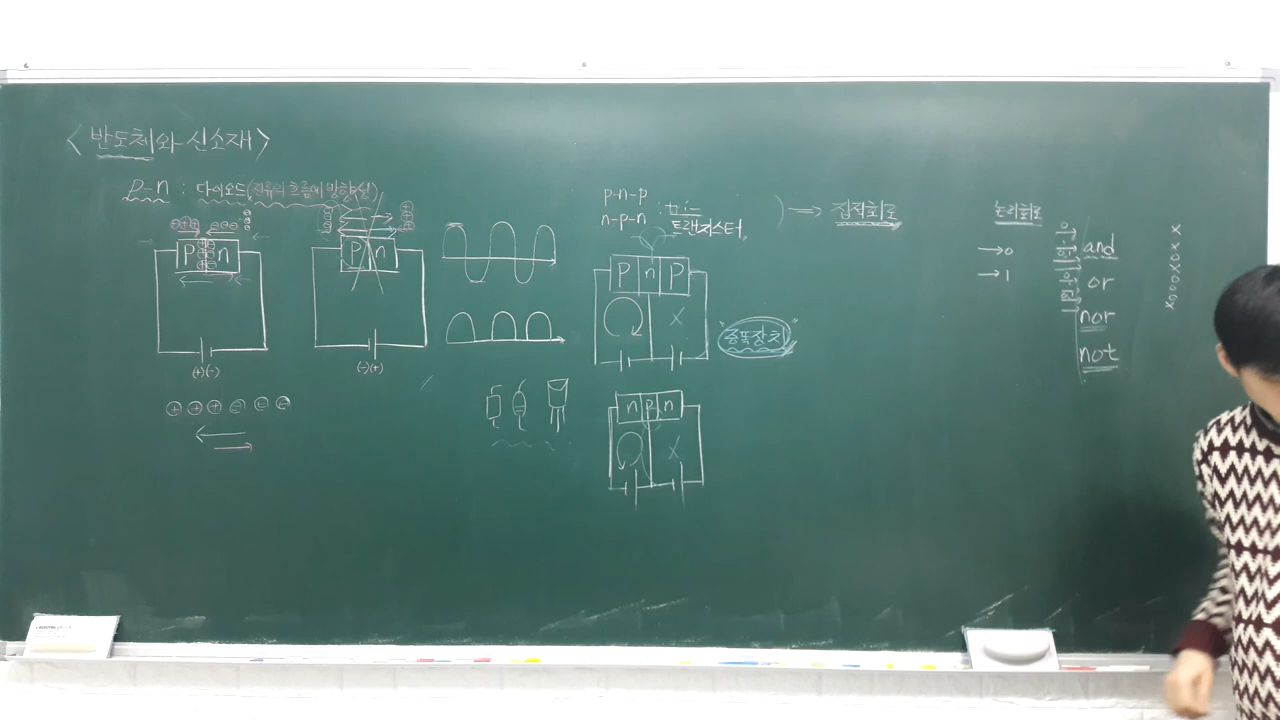 <반도체와 신소재>
p-n : 다이오드(전류의 흐름에 방향성)
P n
(+)(-)
P n
(-)(+)
p-n-p
n-p-n : 트랜지스터
P n P
n P n
"증폭장치"
⇒ 집적회로
논리회로
→0
→1
and
or
nor
not